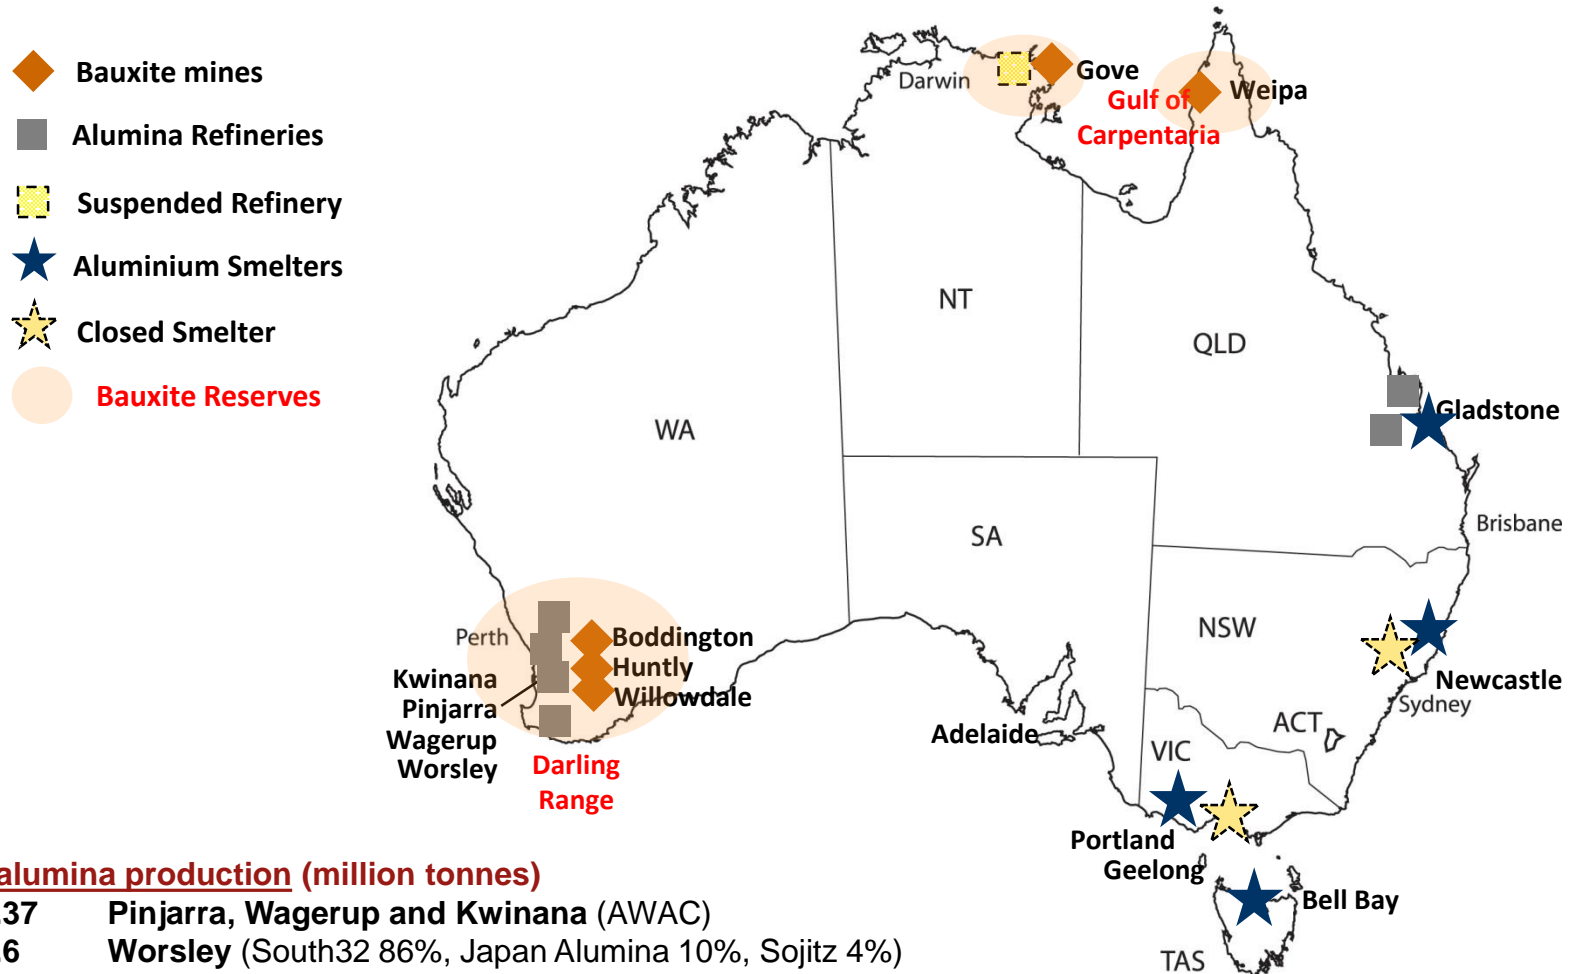 Bauxite mines
Alumina Refineries
Suspended Refinery
Aluminium Smelters
Closed Smelter
Bauxite Reserves
Darwin
Gove
Weipa
Gulf of
Carpentaria
NT
QLD
WA
Gladstone
SA
Brisbane
NSW
Perth
Boddington
Huntly
Willowdale
Kwinana
Pinjarra
Wagerup
Worsley
Darling
Range
Newcastle
Sydney
ACT
Adelaide
VIC
Portland
Geelong
Bell Bay
TAS
alumina production (million tonnes)
37 Pinjarra, Wagerup and Kwinana (AWAC)
6 Worsley (South32 86%, Japan Alumina 10%, Sojitz 4%)